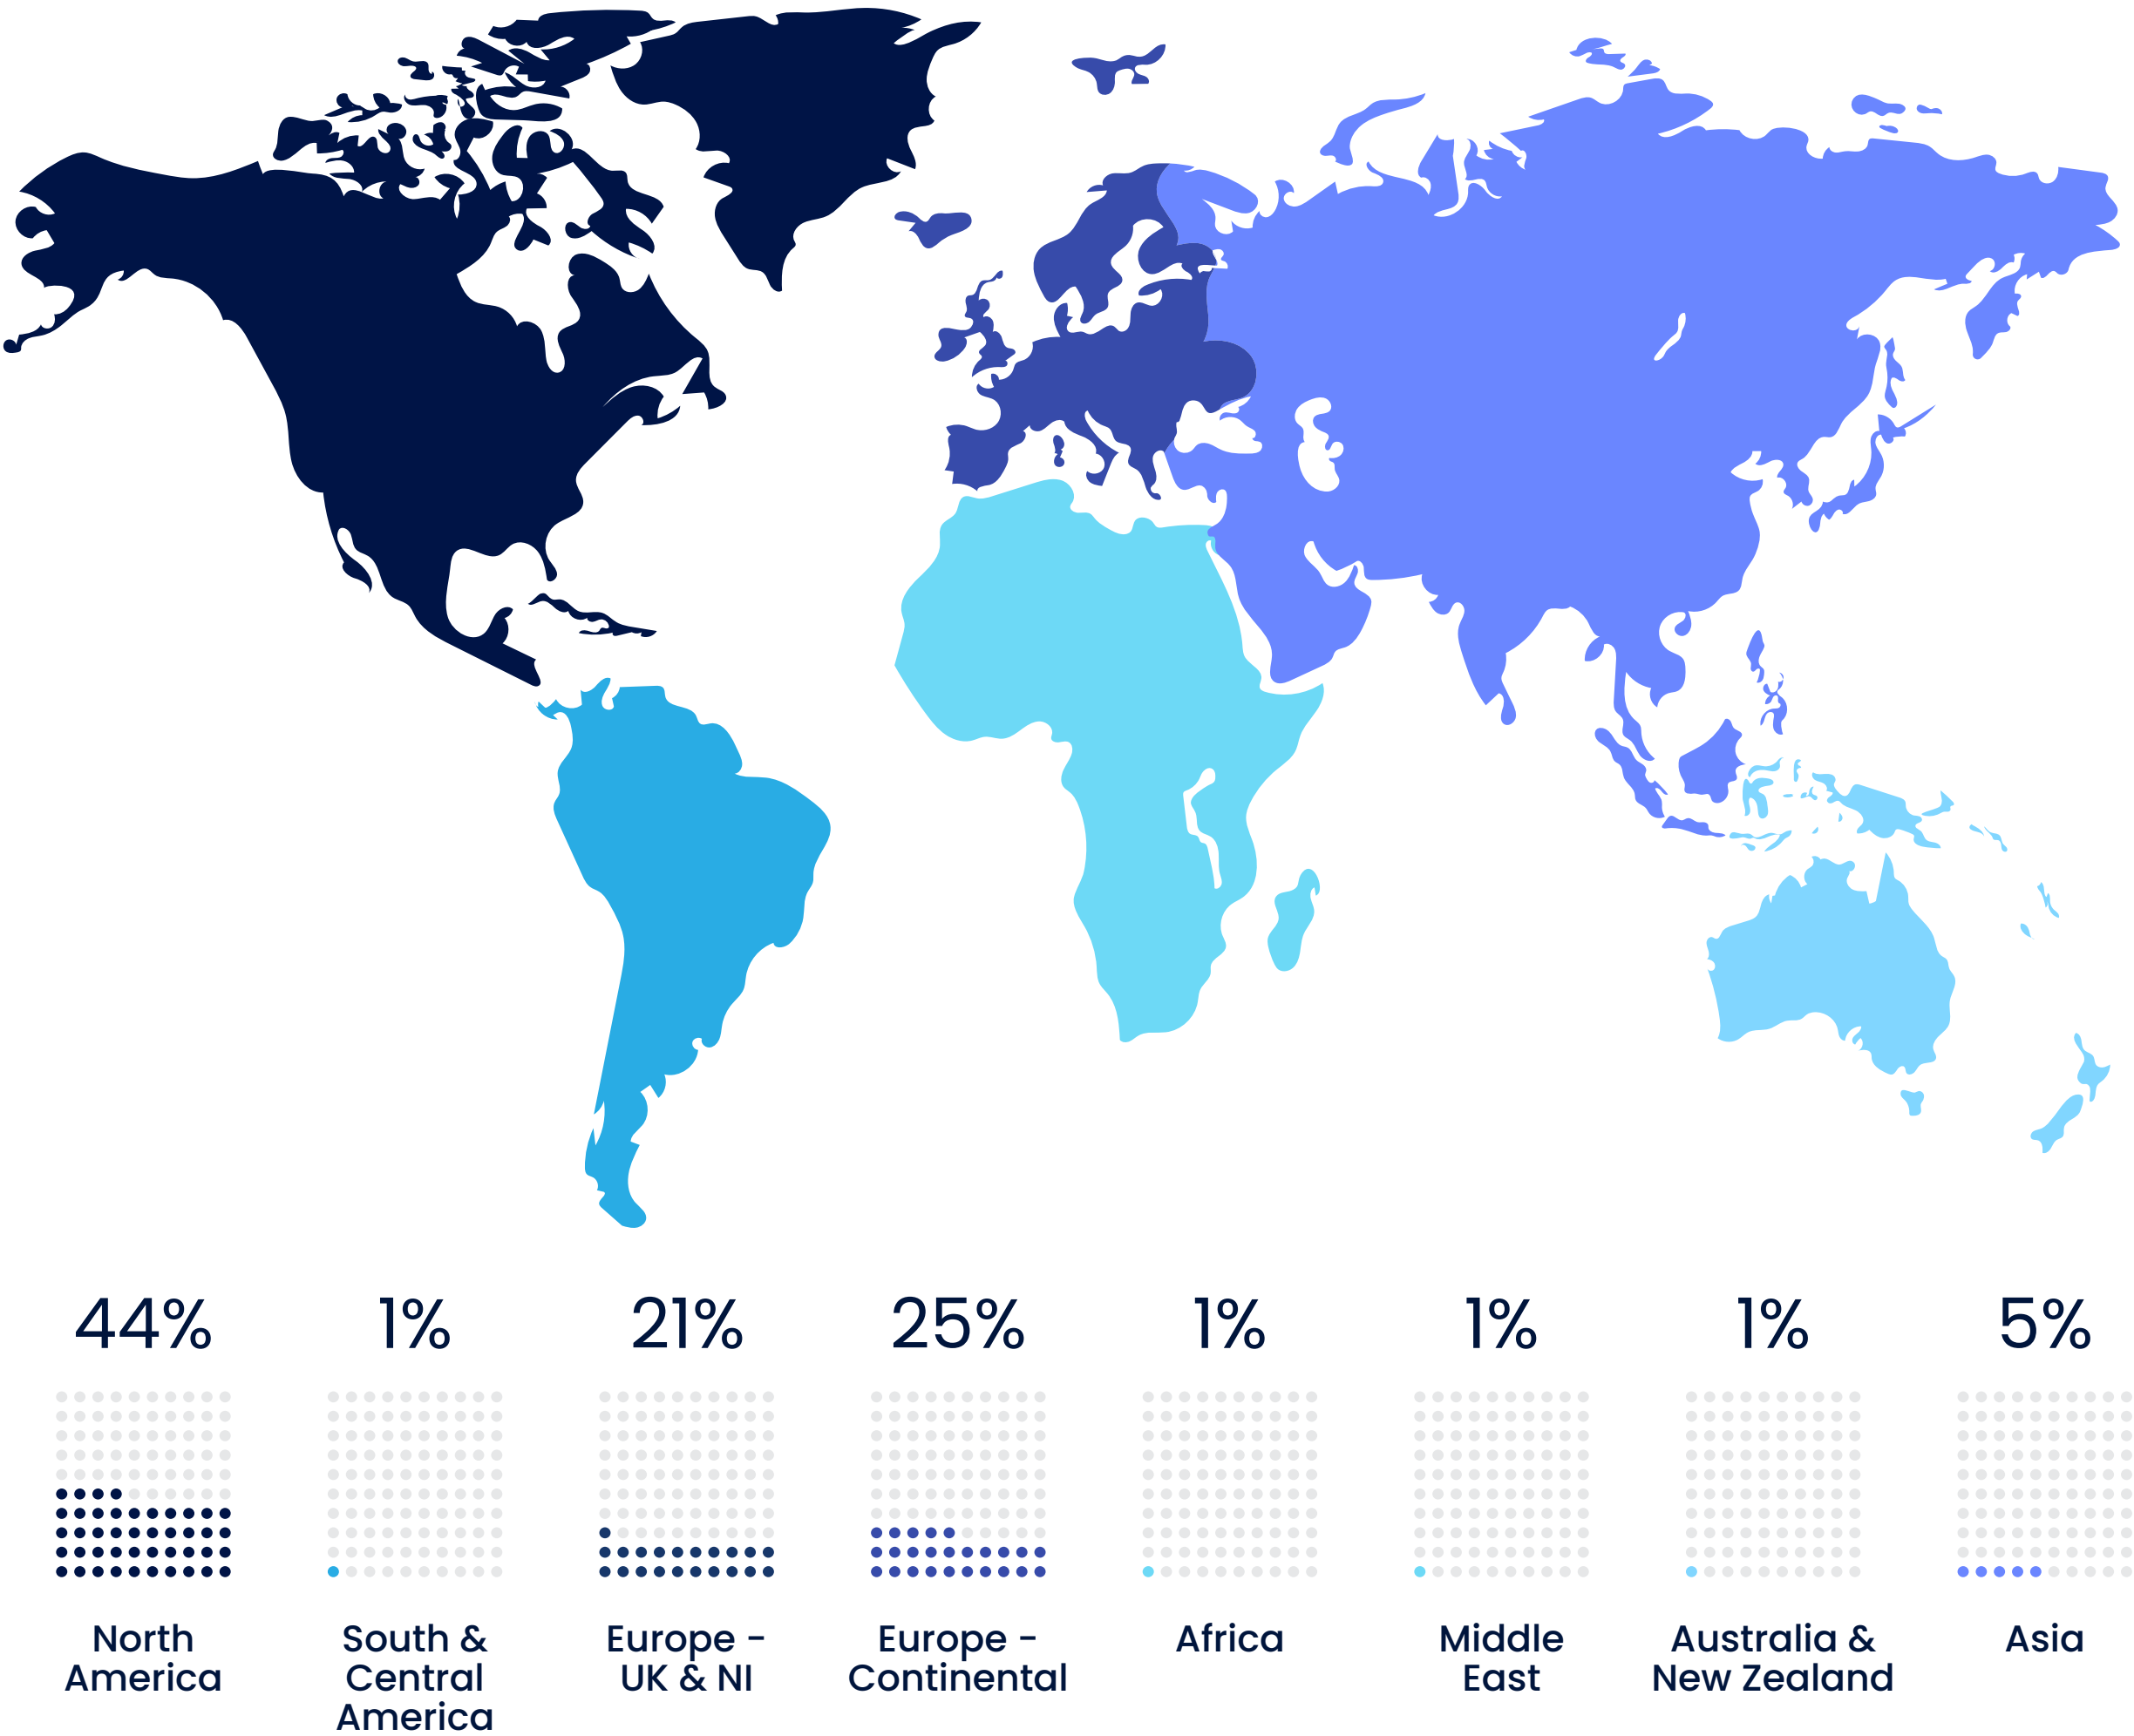 44%
1%
21%
25%
1%
1%
1%
5%
North
America
South &
Central
America
Europe –
UK & NI
Europe –
Continental
Africa
Middle
East
Australia &
New Zealand
Asia